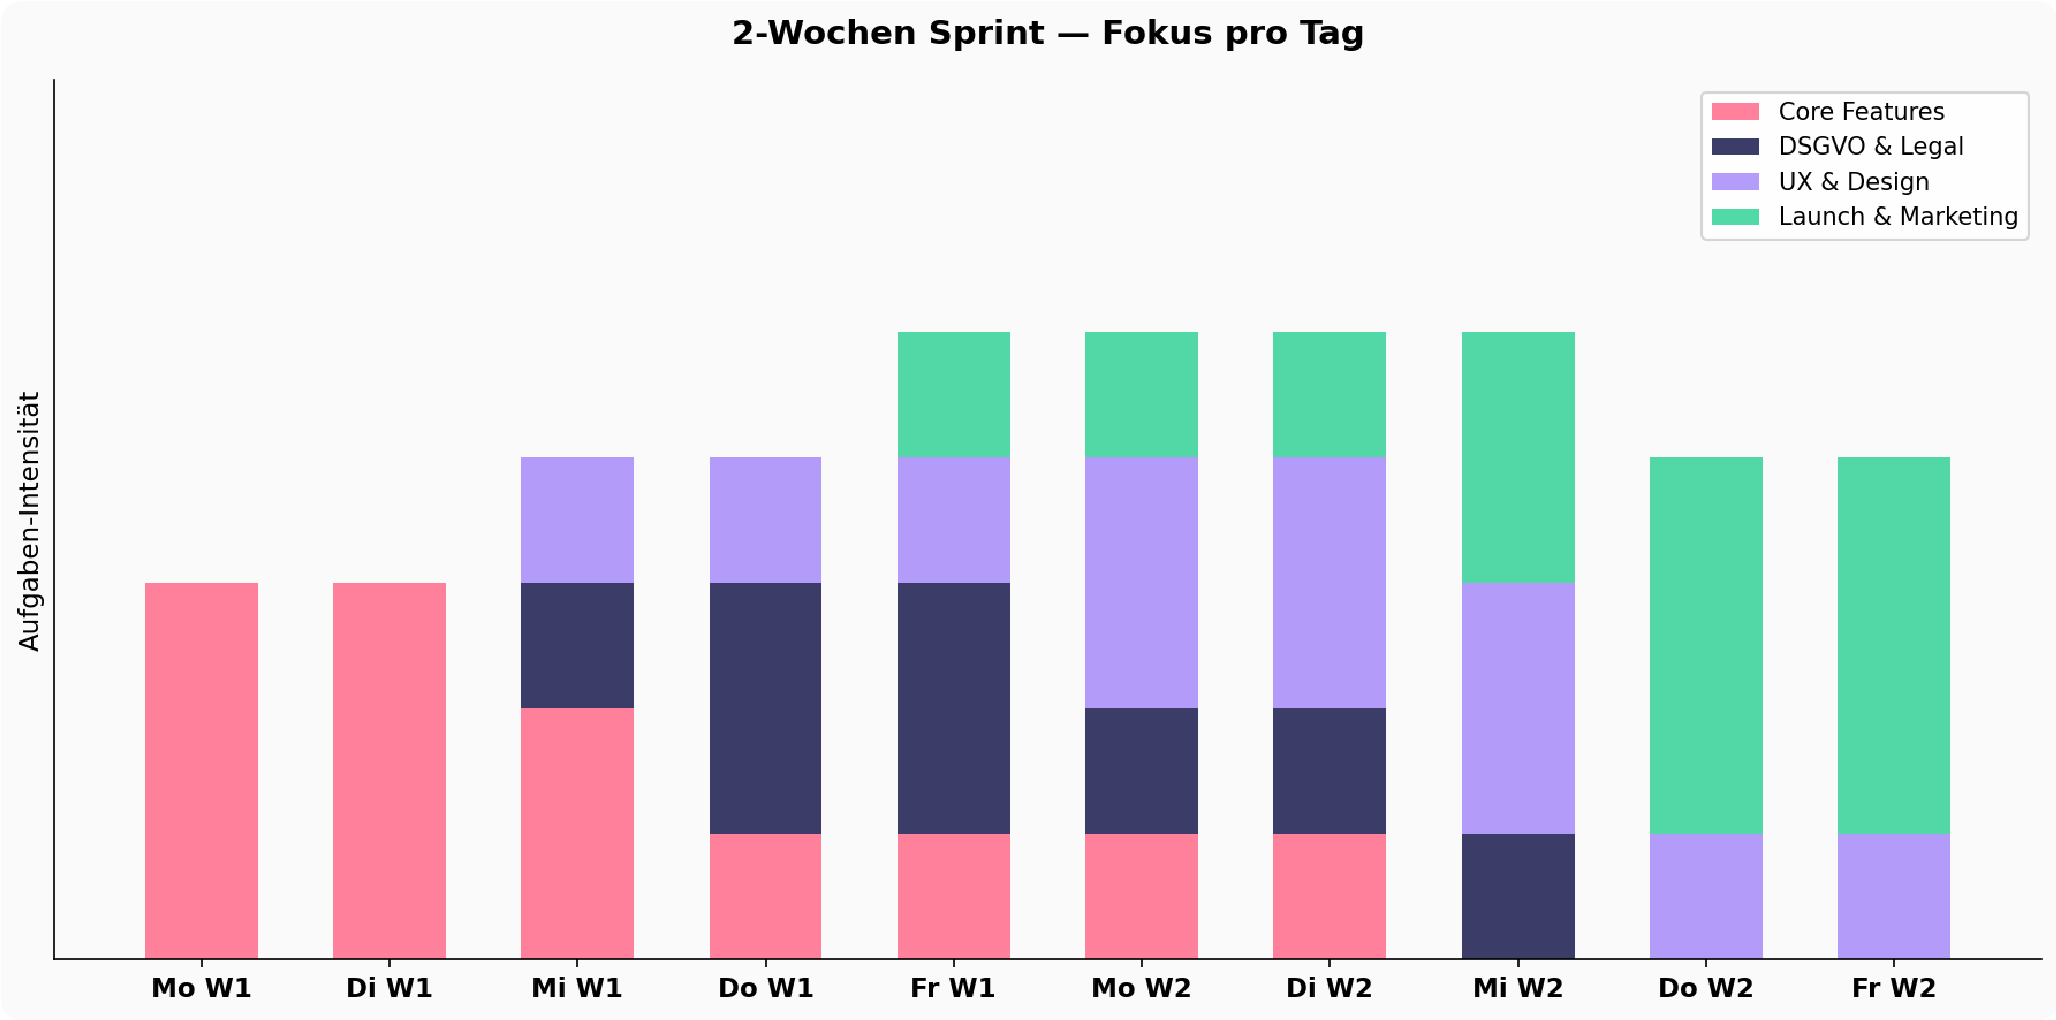 2-Wochen Sprint — Fokus pro Tag
Core Features
DSGVO & Legal
UX & Design
Launch & Marketing
Aufgaben-Intensität
Mo W1
Di W1
Mi W1
Do W1
Fr W1
Mo W2
Di W2
Mi W2
Do W2
Fr W2